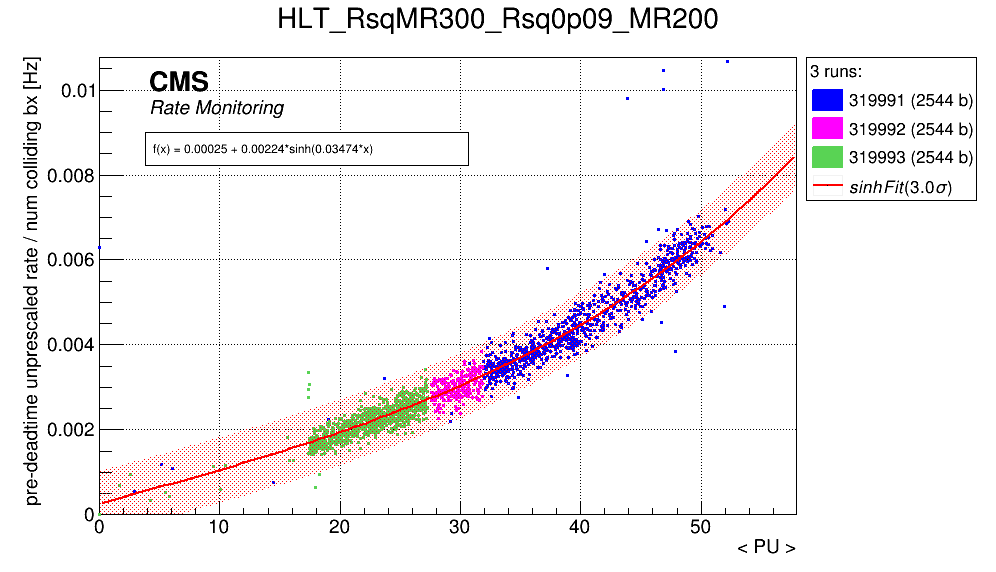 HLT_RsqMR300_Rsq0p09_MR200
pre-deadtime unprescaled rate / num colliding bx [Hz]
0.01
0.008
0.006
0.004
0.002
0
CMS
Rate Monitoring
f(x) = 0.00025 + 0.00224*sinh(0.03474*x)
0 10 20 30 40 50
< PU >
3 runs:
319991 (2544 b)
319992 (2544 b)
319993 (2544 b)
sinhFit(3.0σ)